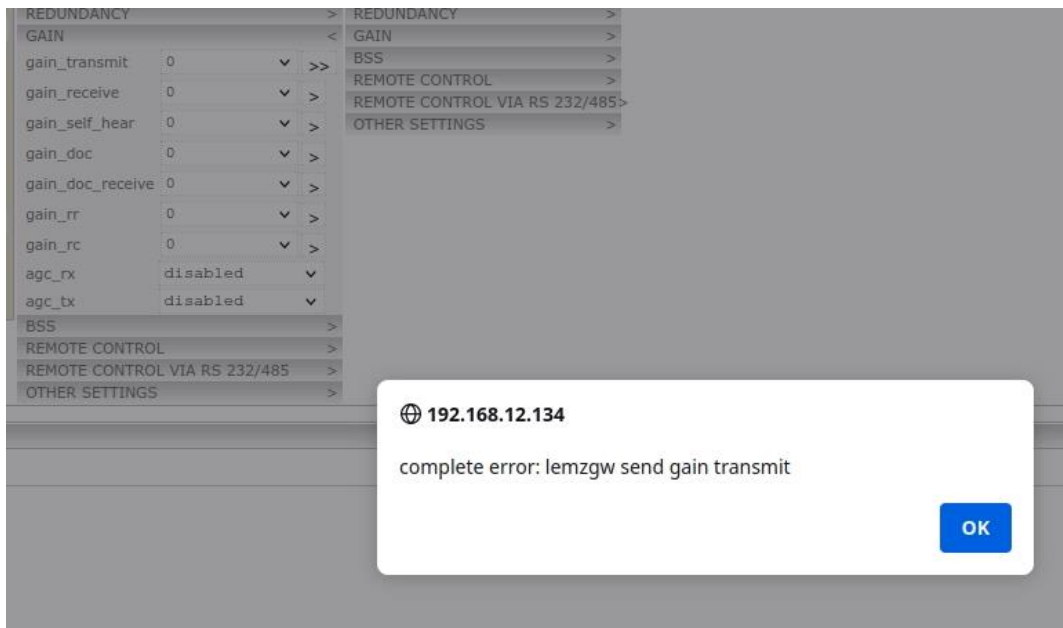 REDUNDANCY >
GAIN <
gain_transmit 0 >>
gain_receive 0 >
gain_self_hear 0 >
gain_doc 0 >
gain_doc_receive 0 >
gain_rr 0 >
gain_rc 0 >
agc_rx disabled
agc_tx disabled
BSS >
REMOTE CONTROL >
REMOTE CONTROL VIA RS 232/485 >
OTHER SETTINGS >
REDUNDANCY >
GAIN >
BSS >
REMOTE CONTROL >
REMOTE CONTROL VIA RS 232/485>
OTHER SETTINGS >
192.168.12.134
complete error: lemzgw send gain transmit
OK